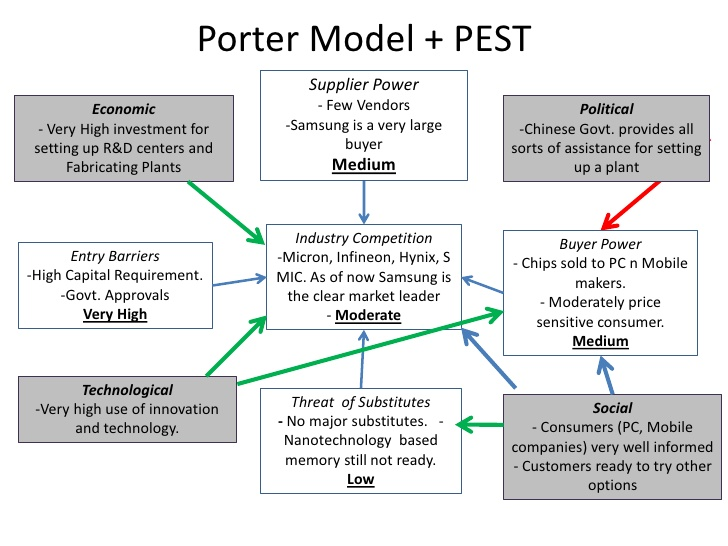 Porter Model + PEST
Supplier Power
- Few Vendors
-Samsung is a very large
buyer
Medium
Economic
- Very High investment for
setting up R&D centers and
Fabricating Plants
Political
-Chinese Govt. provides all
sorts of assistance for setting
up a plant
Industry Competition
-Micron, Infineon, Hynix, S
MIC. As of now Samsung is
the clear market leader
- Moderate
Entry Barriers
-High Capital Requirement.
-Govt. Approvals
Very High
Buyer Power
- Chips sold to PC n Mobile
makers.
- Moderately price
sensitive consumer.
Medium
Technological
-Very high use of innovation
and technology.
Threat of Substitutes
- No major substitutes. -
Nanotechnology based
memory still not ready.
Low
Social
- Consumers (PC, Mobile
companies) very well informed
- Customers ready to try other
options